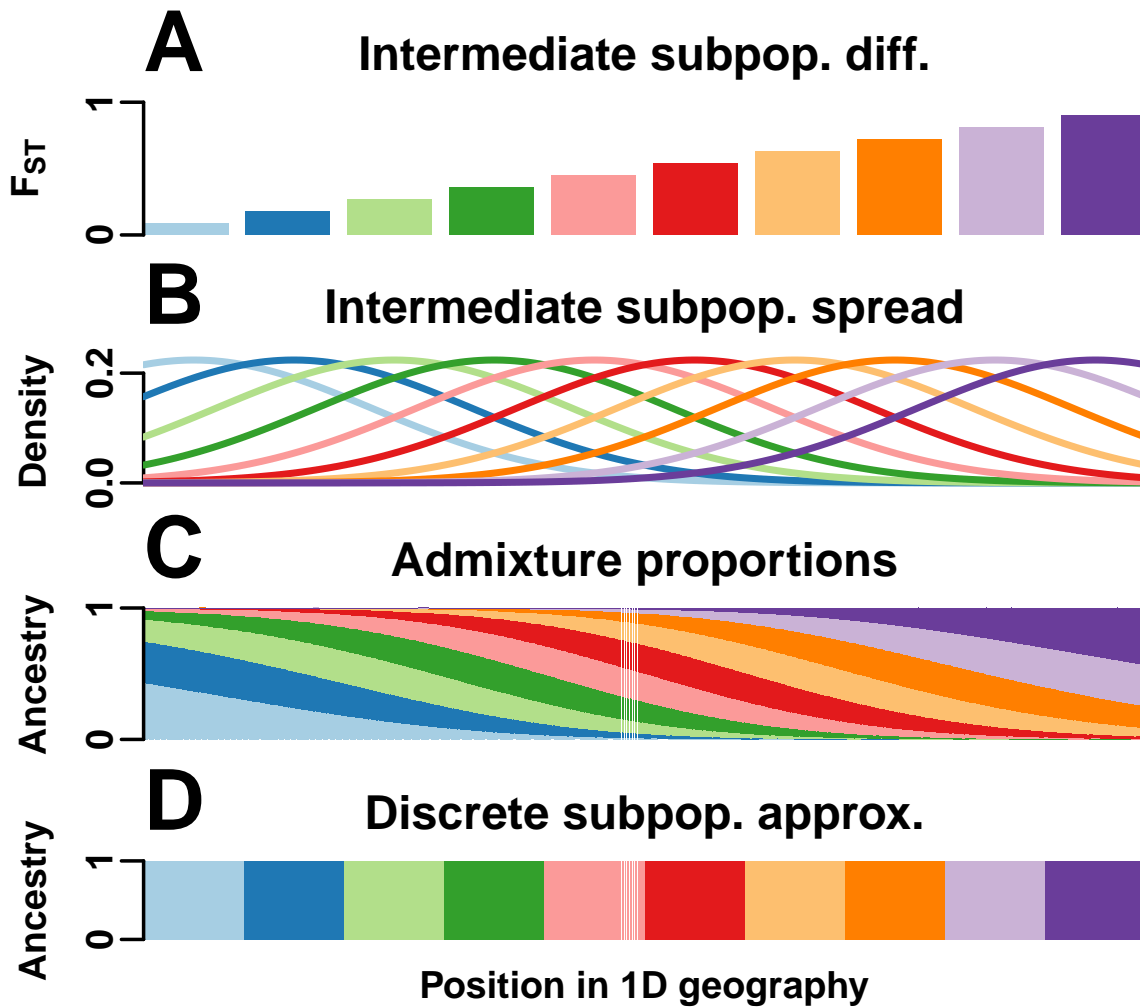 A
Intermediate subpop. diff.
1
F_ST
0
B
Intermediate subpop. spread
0.2
Density
0.0
C
Admixture proportions
1
Ancestry
0
D
Discrete subpop. approx.
1
Ancestry
0
Position in 1D geography